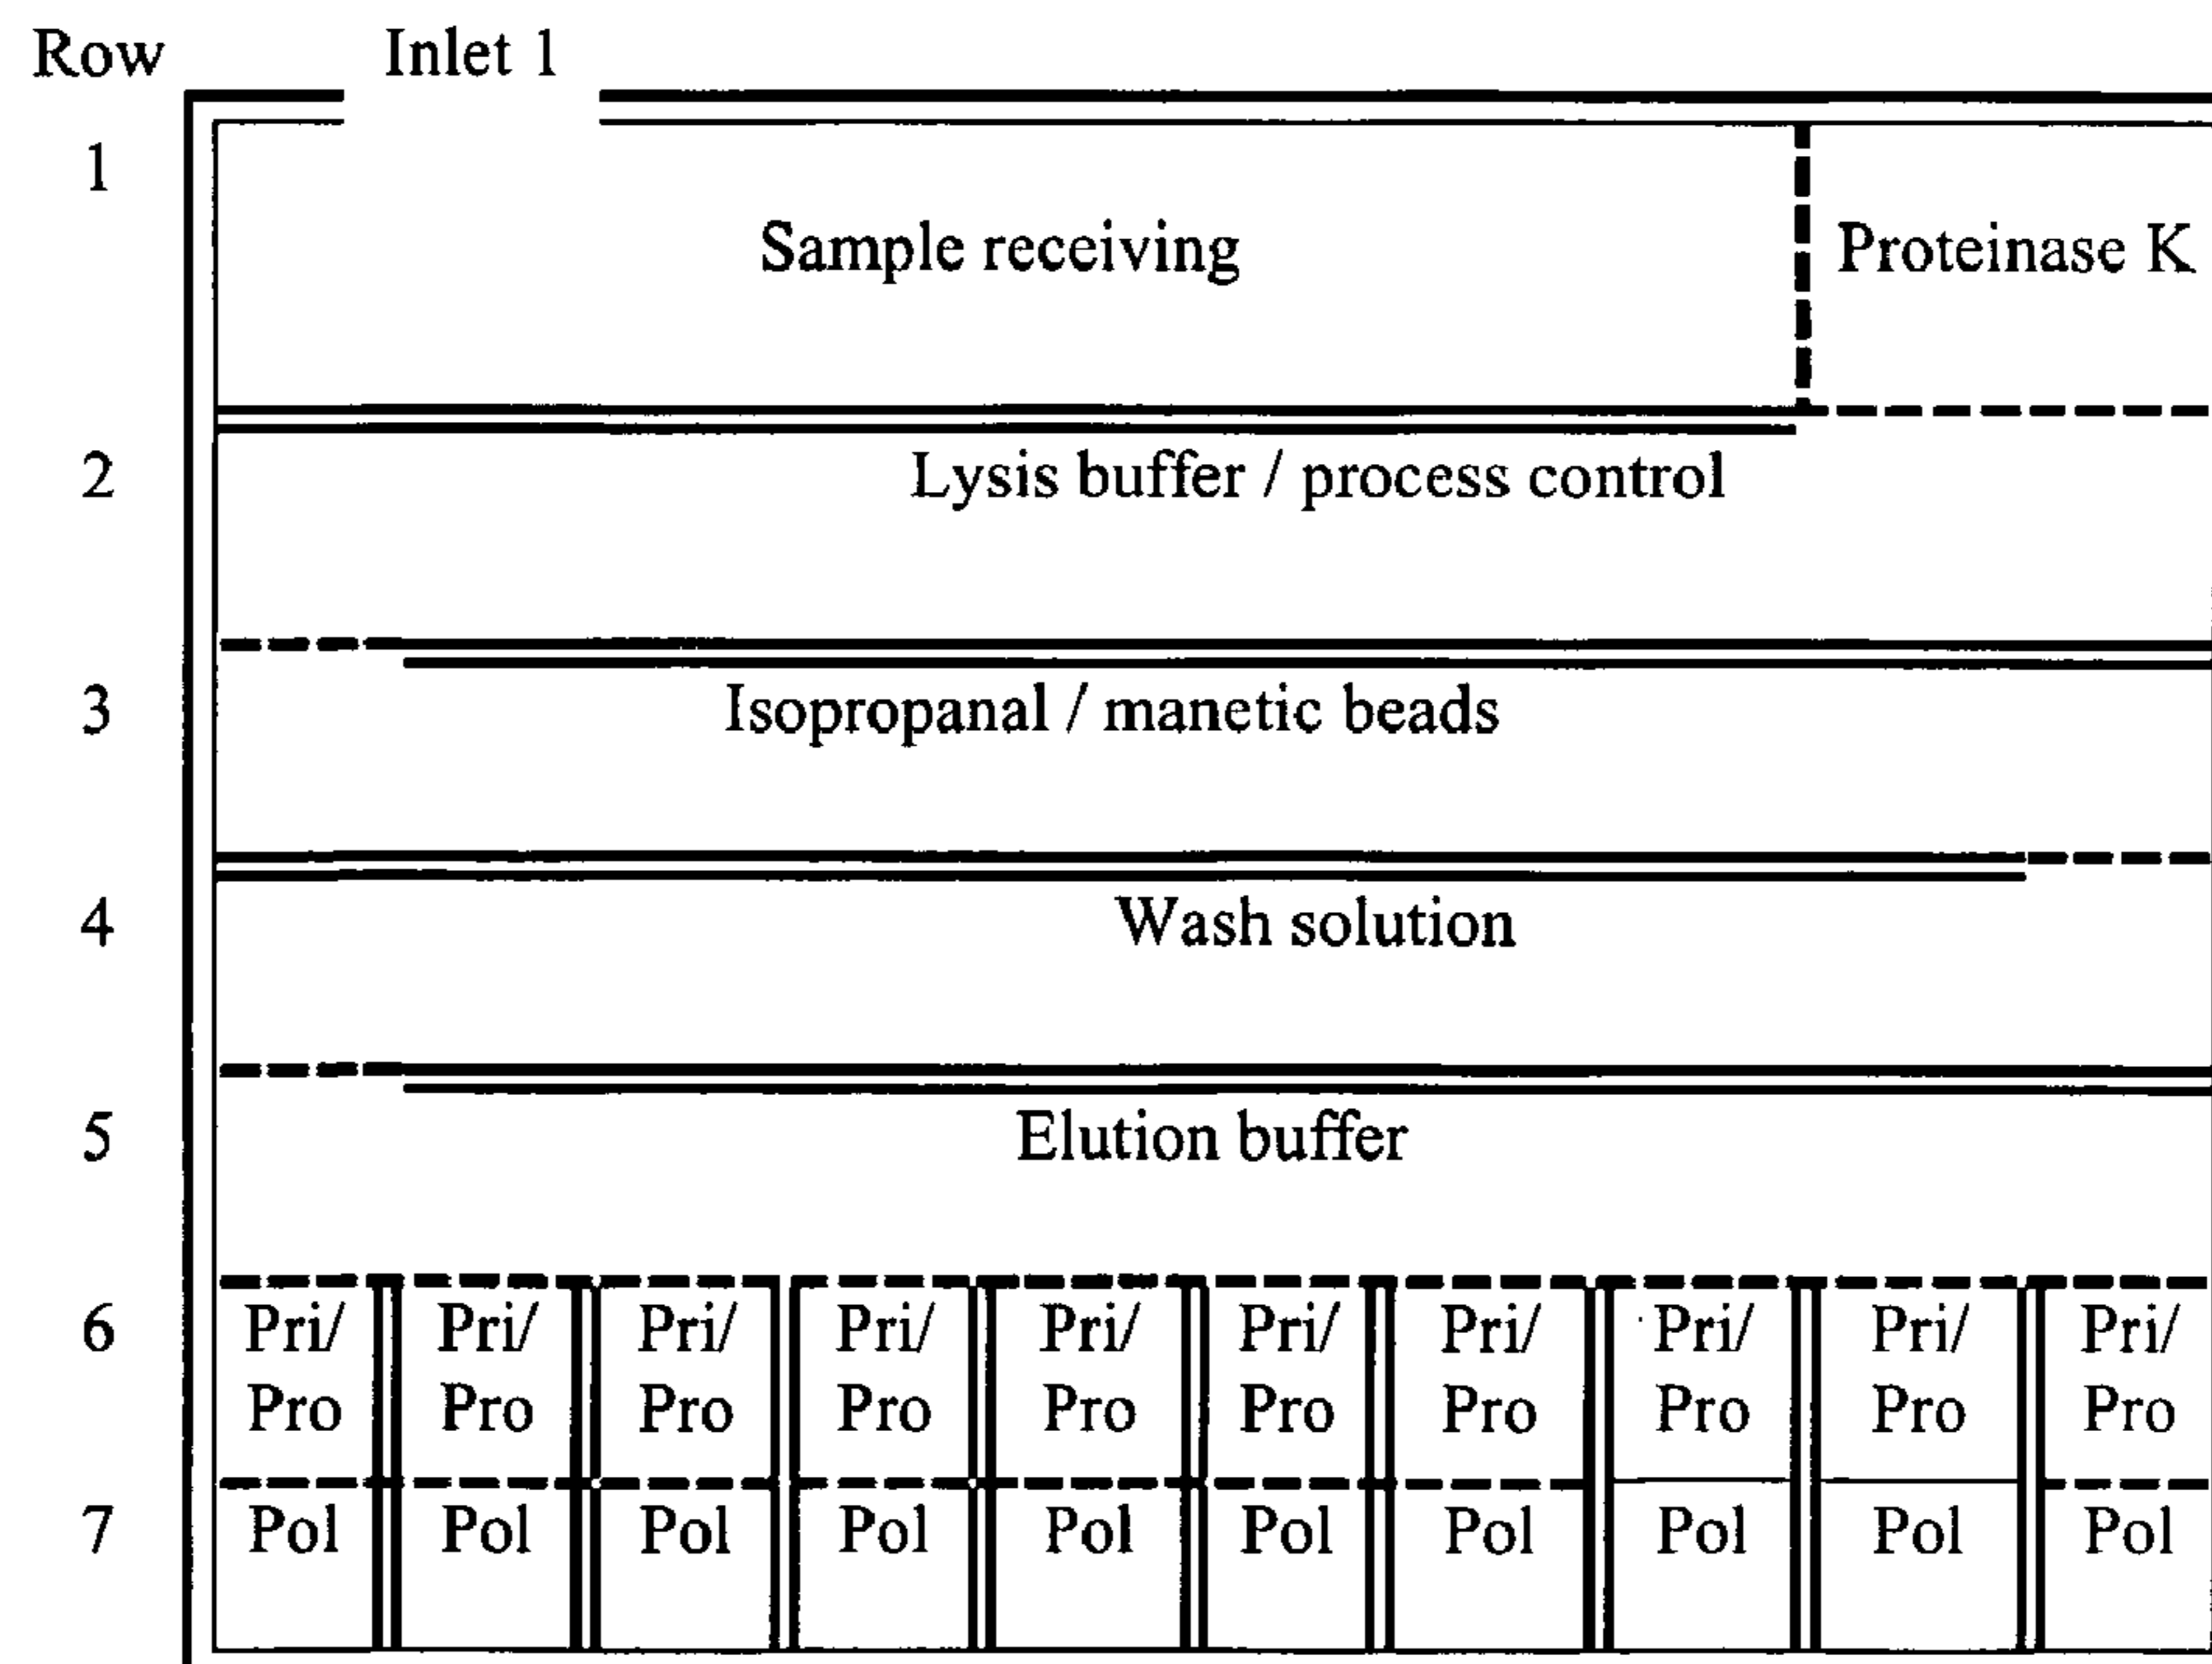 Row Inlet 1
1
Sample receiving Proteinase K
2 Lysis buffer / process control
3 Isopropanal / manetic beads
4 Wash solution
5 Elution buffer
6 Pri/ Pri/ Pri/ Pri/ Pri/ Pri/ Pri/ Pri/ Pri/ Pri/
Pro Pro Pro Pro Pro Pro Pro Pro Pro Pro
7 Pol Pol Pol Pol Pol Pol Pol Pol Pol Pol